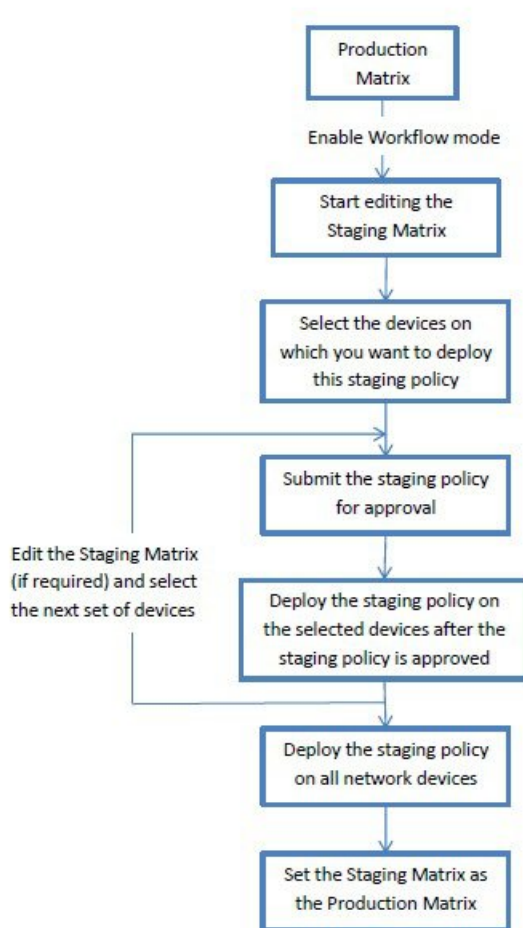 Production
Matrix
Enable Workflow mode
Start editing the
Staging Matrix
Select the devices on
which you want to deploy
this staging policy
Submit the staging policy
for approval
Edit the Staging Matrix
(if required) and select
the next set of devices
Deploy the staging policy on
the selected devices after the
staging policy is approved
Deploy the staging policy
on all network devices
Set the Staging Matrix as
the Production Matrix